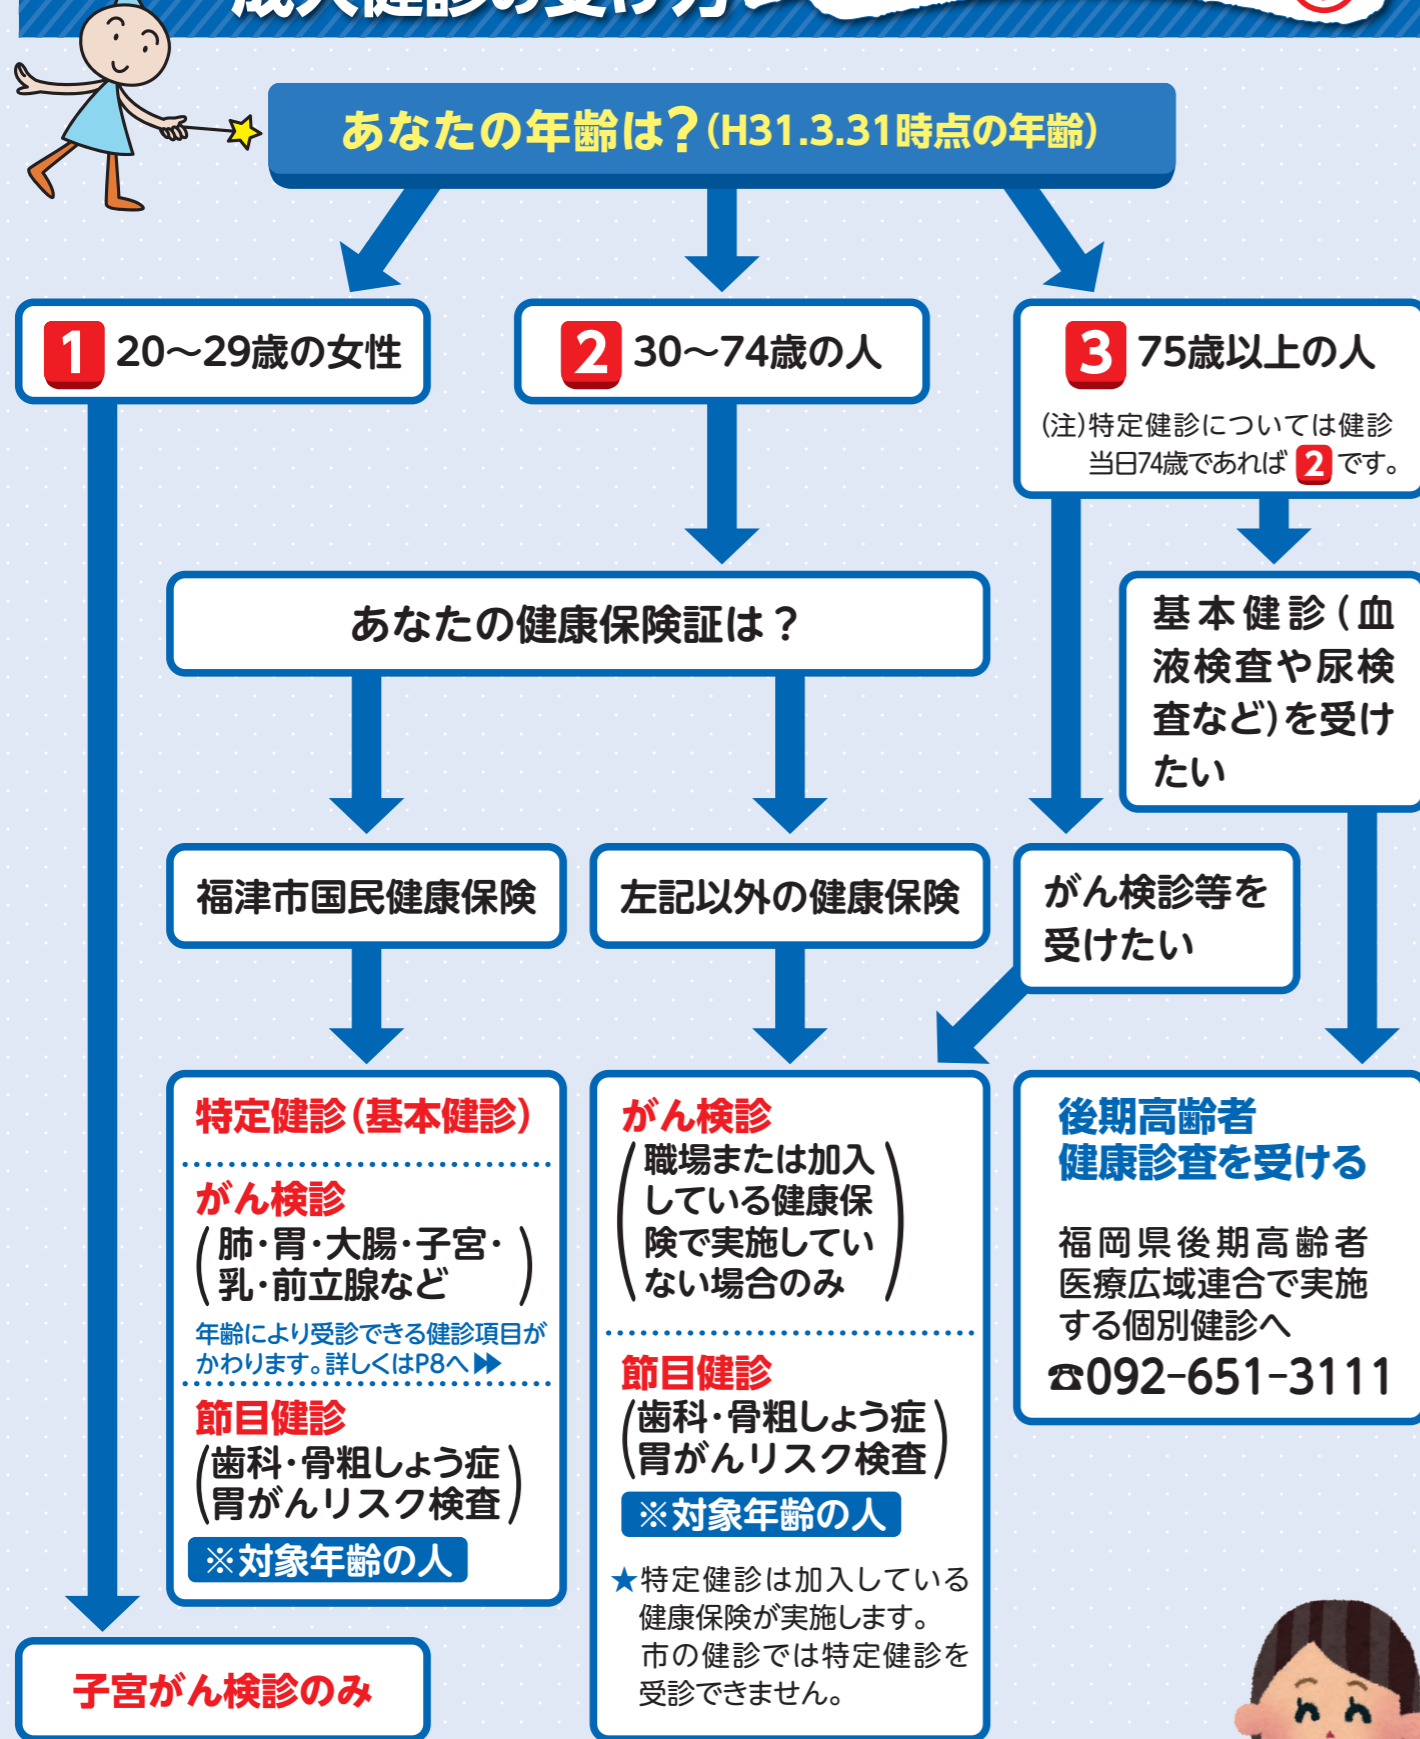 成人健診の受け方
あなたの年齢は？(H31.3.31時点の年齢)
1 20～29歳の女性
2 30～74歳の人
3 75歳以上の人
(注)特定健診については健診
当日74歳であれば 2 です。
あなたの健康保険証は？
基本健診(血
液検査や尿検
査など)を受け
たい
福津市国民健康保険
左記以外の健康保険
がん検診等を
受けたい
特定健診(基本健診)
がん検診
(肺・胃・大腸・子宮・
乳・前立腺など)
年齢により受診できる健診項目が
かわります。詳しくはP8へ▶▶
節目健診
(歯科・骨粗しょう症
胃がんリスク検査)
※対象年齢の人
がん検診
(職場または加入
している健康保
険で実施してい
ない場合のみ)
節目健診
(歯科・骨粗しょう症
胃がんリスク検査)
※対象年齢の人
★特定健診は加入している
健康保険が実施します。
市の健診では特定健診を
受診できません。
後期高齢者
健康診査を受ける
福岡県後期高齢者
医療広域連合で実施
する個別健診へ
☎092-651-3111
子宮がん検診のみ